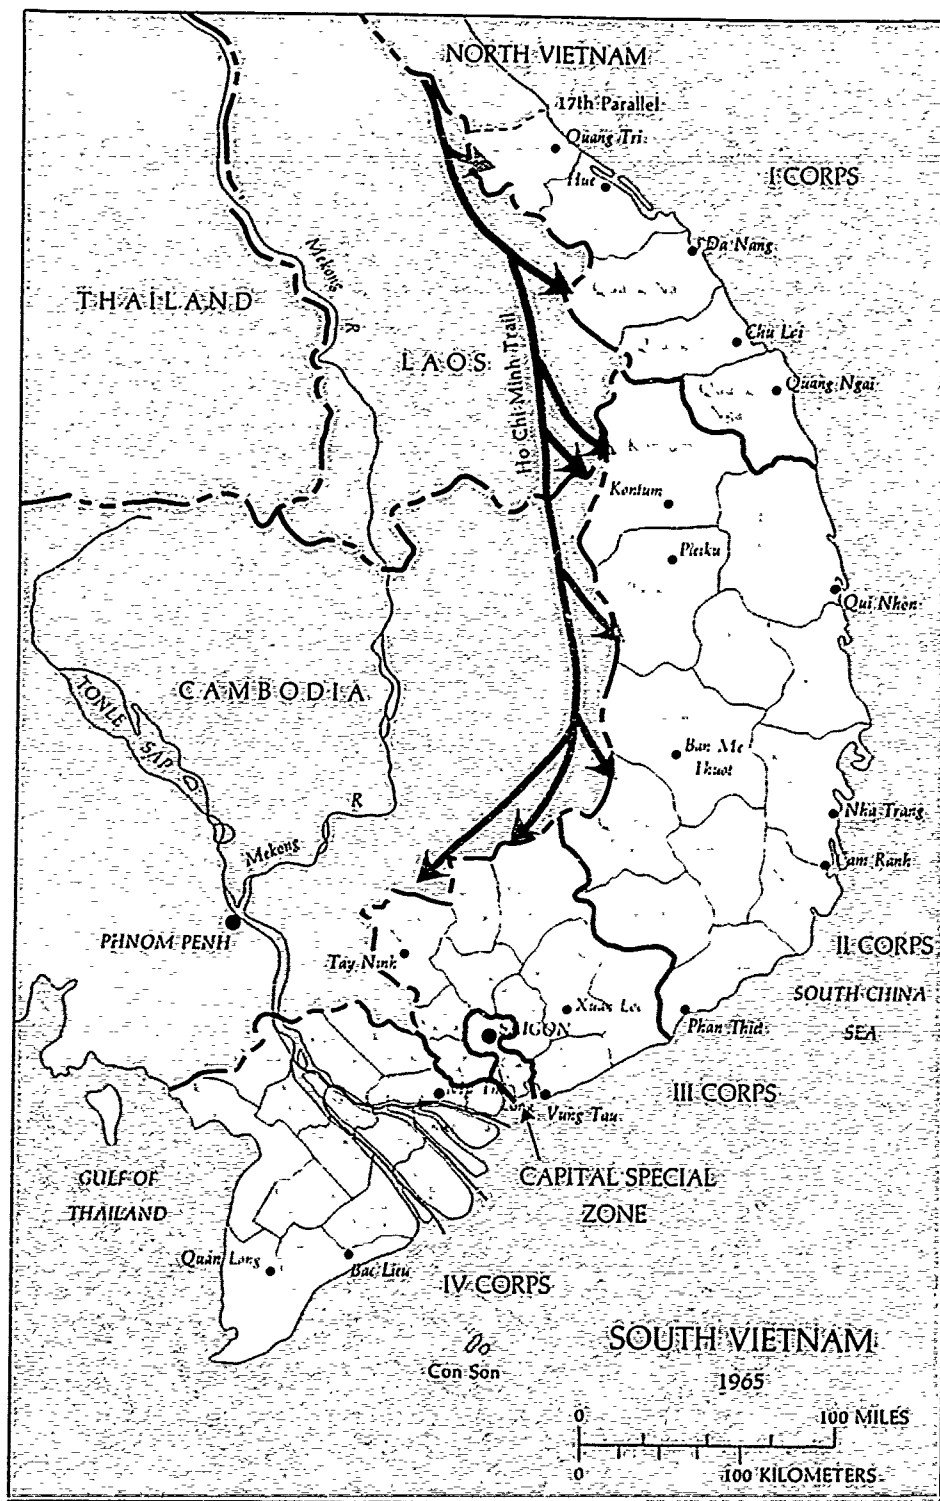 NORTH VIETNAM
17th Parallel
Quang Tri
Hue
I CORPS
Da Nang
Mekong
R
THAILAND
LAOS
Ho Chi Minh Trail
Chu Lei
Quang Ngai
Kontum
Pleiku
Qui Nhon
CAMBODIA
TONLE
SAP
Ban Me
Thuot
R
Mekong
Nha Trang
Cam Ranh
PHNOM PENH
Tay Ninh
II CORPS
SOUTH CHINA
SEA
Xuan Loc
Phan Thiet
SAIGON
III CORPS
Vung Tau
CAPITAL SPECIAL
ZONE
GULF OF
THAILAND
Quan Long
Bac Lieu
IV CORPS
Con Son
SOUTH VIETNAM
1965
0
100 MILES
0
100 KILOMETERS